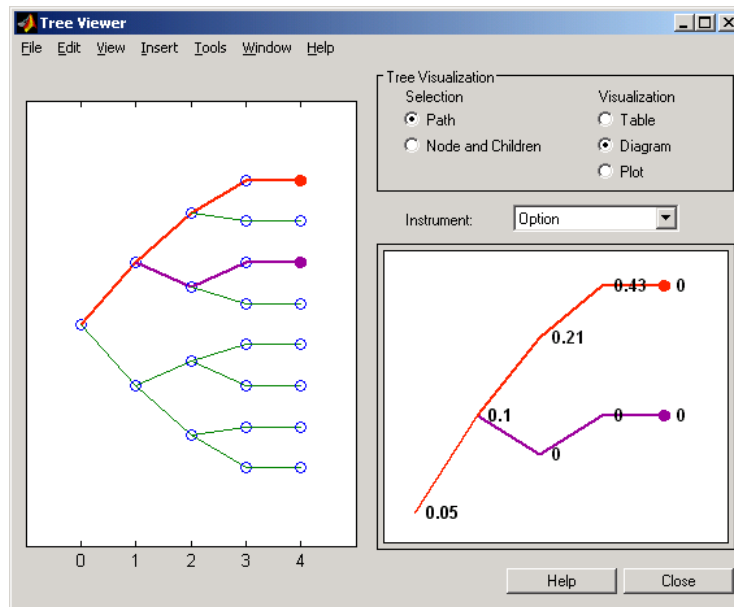 Tree Viewer
File Edit View Insert Tools Window Help
Tree Visualization
Selection Visualization
Path Table
Node and Children Diagram
Plot
Instrument: Option
0.43 0
0.21
0.1 0 0
0
0.05
0 1 2 3 4
Help Close